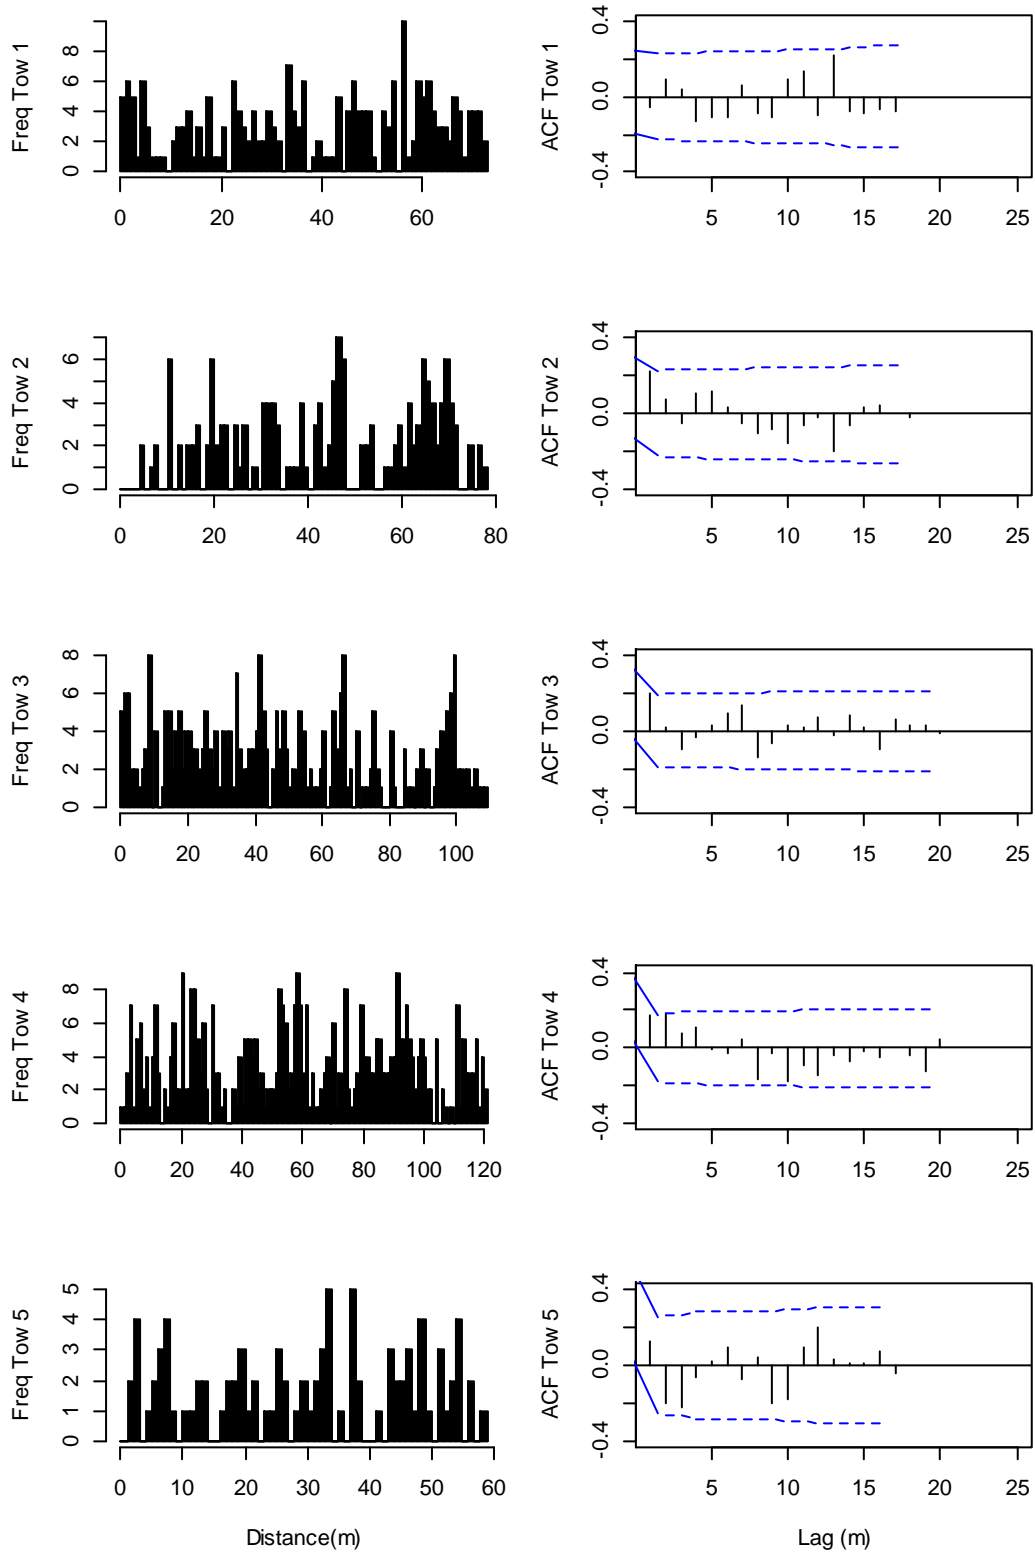 Freq Tow 1
8
6
4
2
0
0 20 40 60
ACF Tow 1
0.4
0.0
-0.4
5 10 15 20 25
Freq Tow 2
6
4
2
0
0 20 40 60 80
ACF Tow 2
0.4
0.0
-0.4
5 10 15 20 25
Freq Tow 3
8
6
4
2
0
0 20 40 60 80 100
ACF Tow 3
0.4
0.0
-0.4
5 10 15 20 25
Freq Tow 4
8
6
4
2
0
0 20 40 60 80 100 120
ACF Tow 4
0.4
0.0
-0.4
5 10 15 20 25
Freq Tow 5
5
4
3
2
1
0
0 10 20 30 40 50 60
Distance(m)
ACF Tow 5
0.4
0.0
-0.4
5 10 15 20 25
Lag (m)